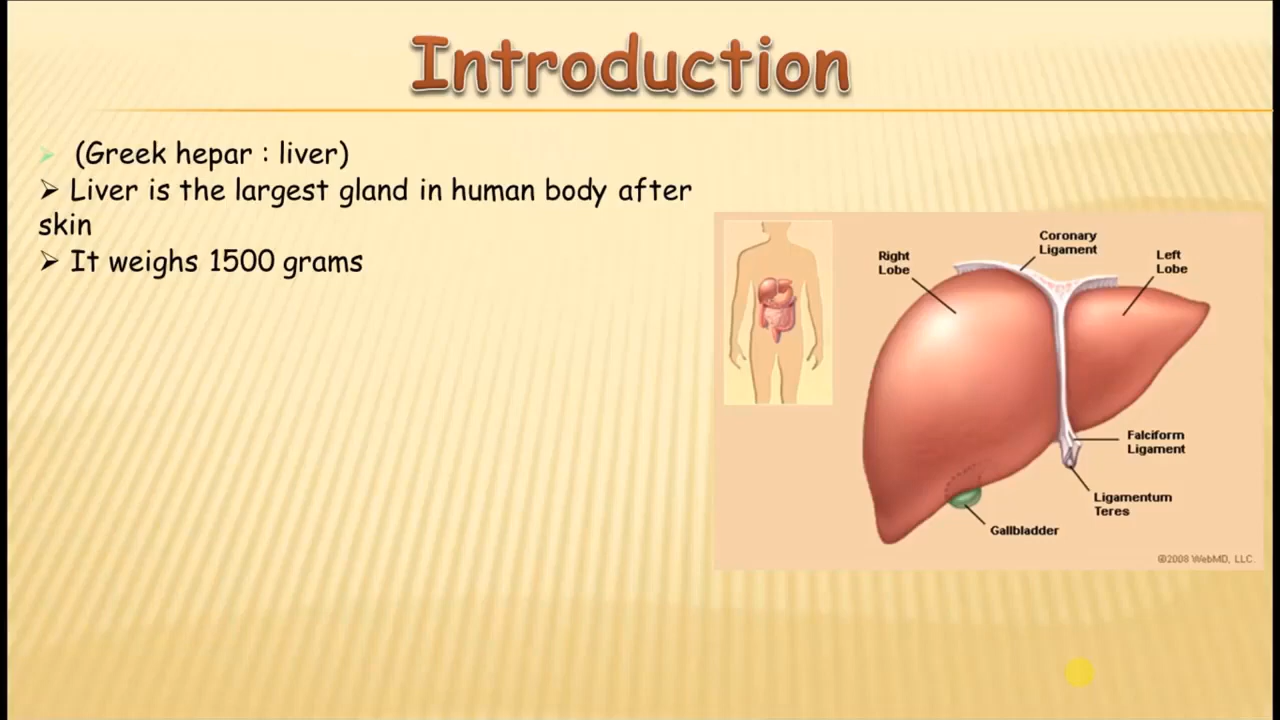 Introduction
(Greek hepar : liver)
Liver is the largest gland in human body after
skin
It weighs 1500 grams
Coronary
Ligament
Right
Lobe
Left
Lobe
Falciform
Ligament
Ligamentum
Teres
Gallbladder
©2008 WebMD, LLC.